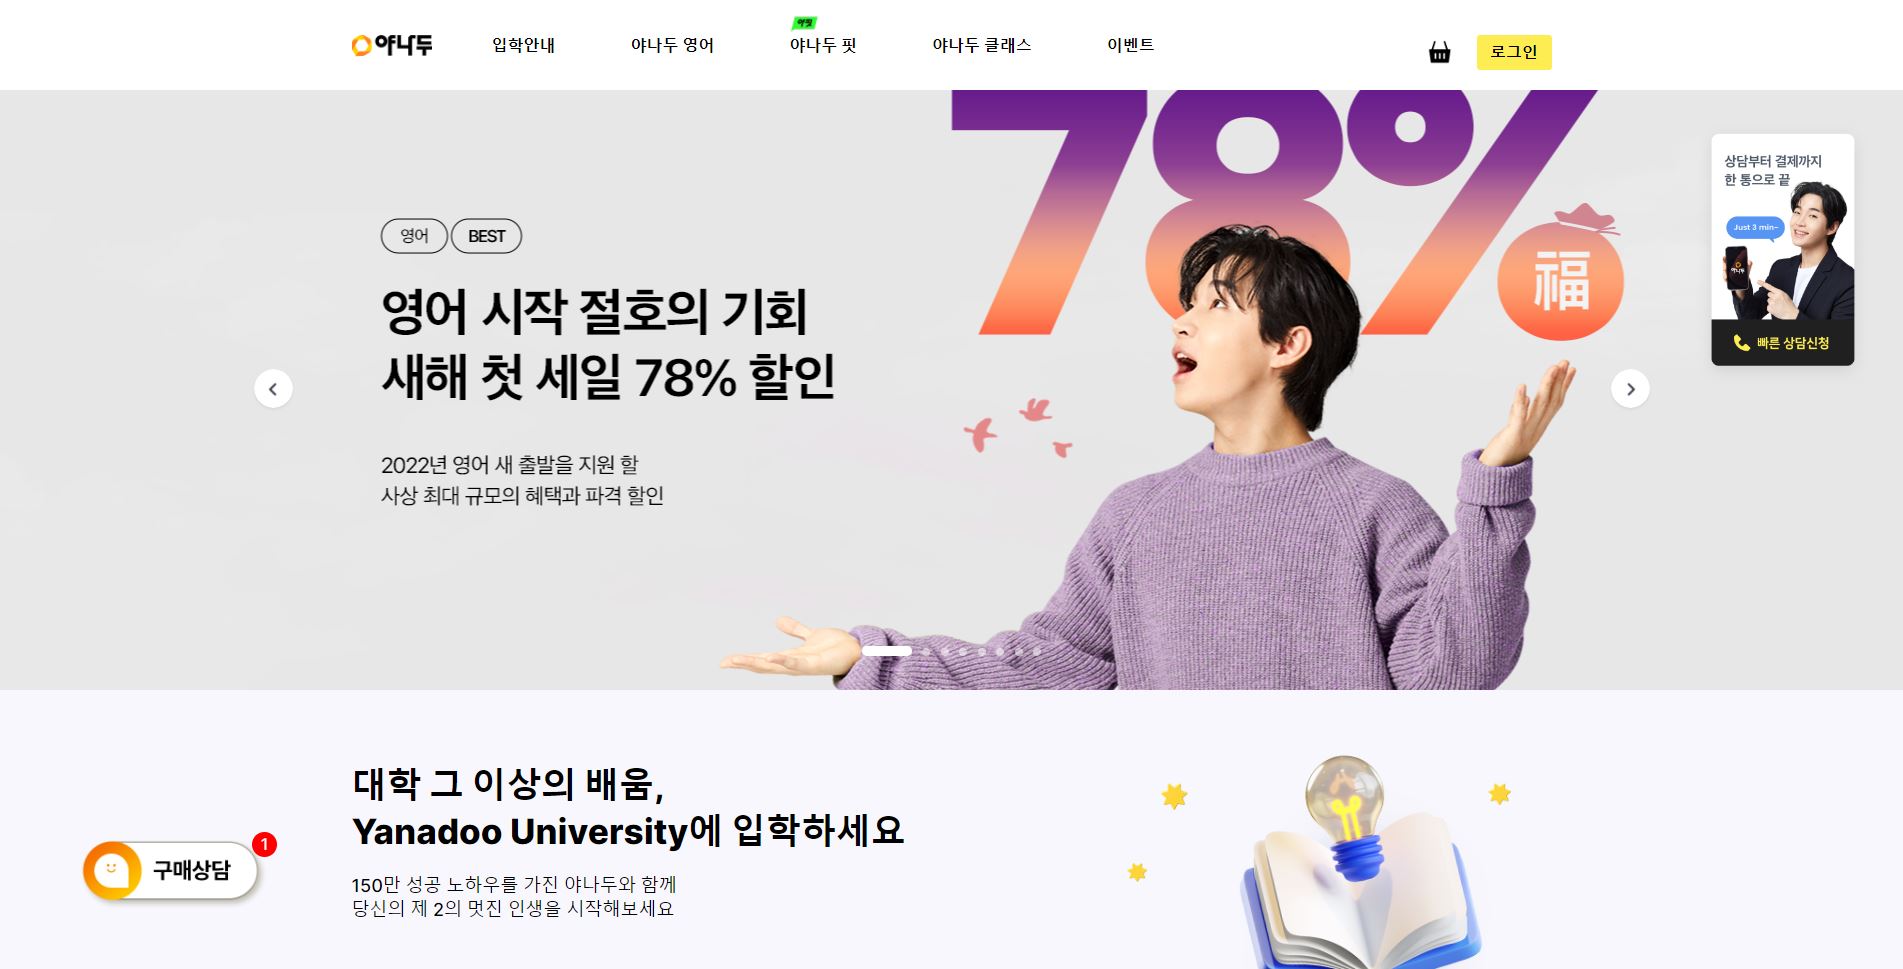 야나두
입학안내
야나두 영어
야핏
야나두 핏
야나두 클래스
이벤트
로그인
78%
福
영어
BEST
영어 시작 절호의 기회
새해 첫 세일 78% 할인
2022년 영어 새 출발을 지원 할
사상 최대 규모의 혜택과 파격 할인
상담부터 결제까지
한 통으로 끝
Just 3 min~
야나두
빠른 상담신청
대학 그 이상의 배움,
Yanadoo University에 입학하세요
150만 성공 노하우를 가진 야나두와 함께
당신의 제 2의 멋진 인생을 시작해보세요
구매상담
1